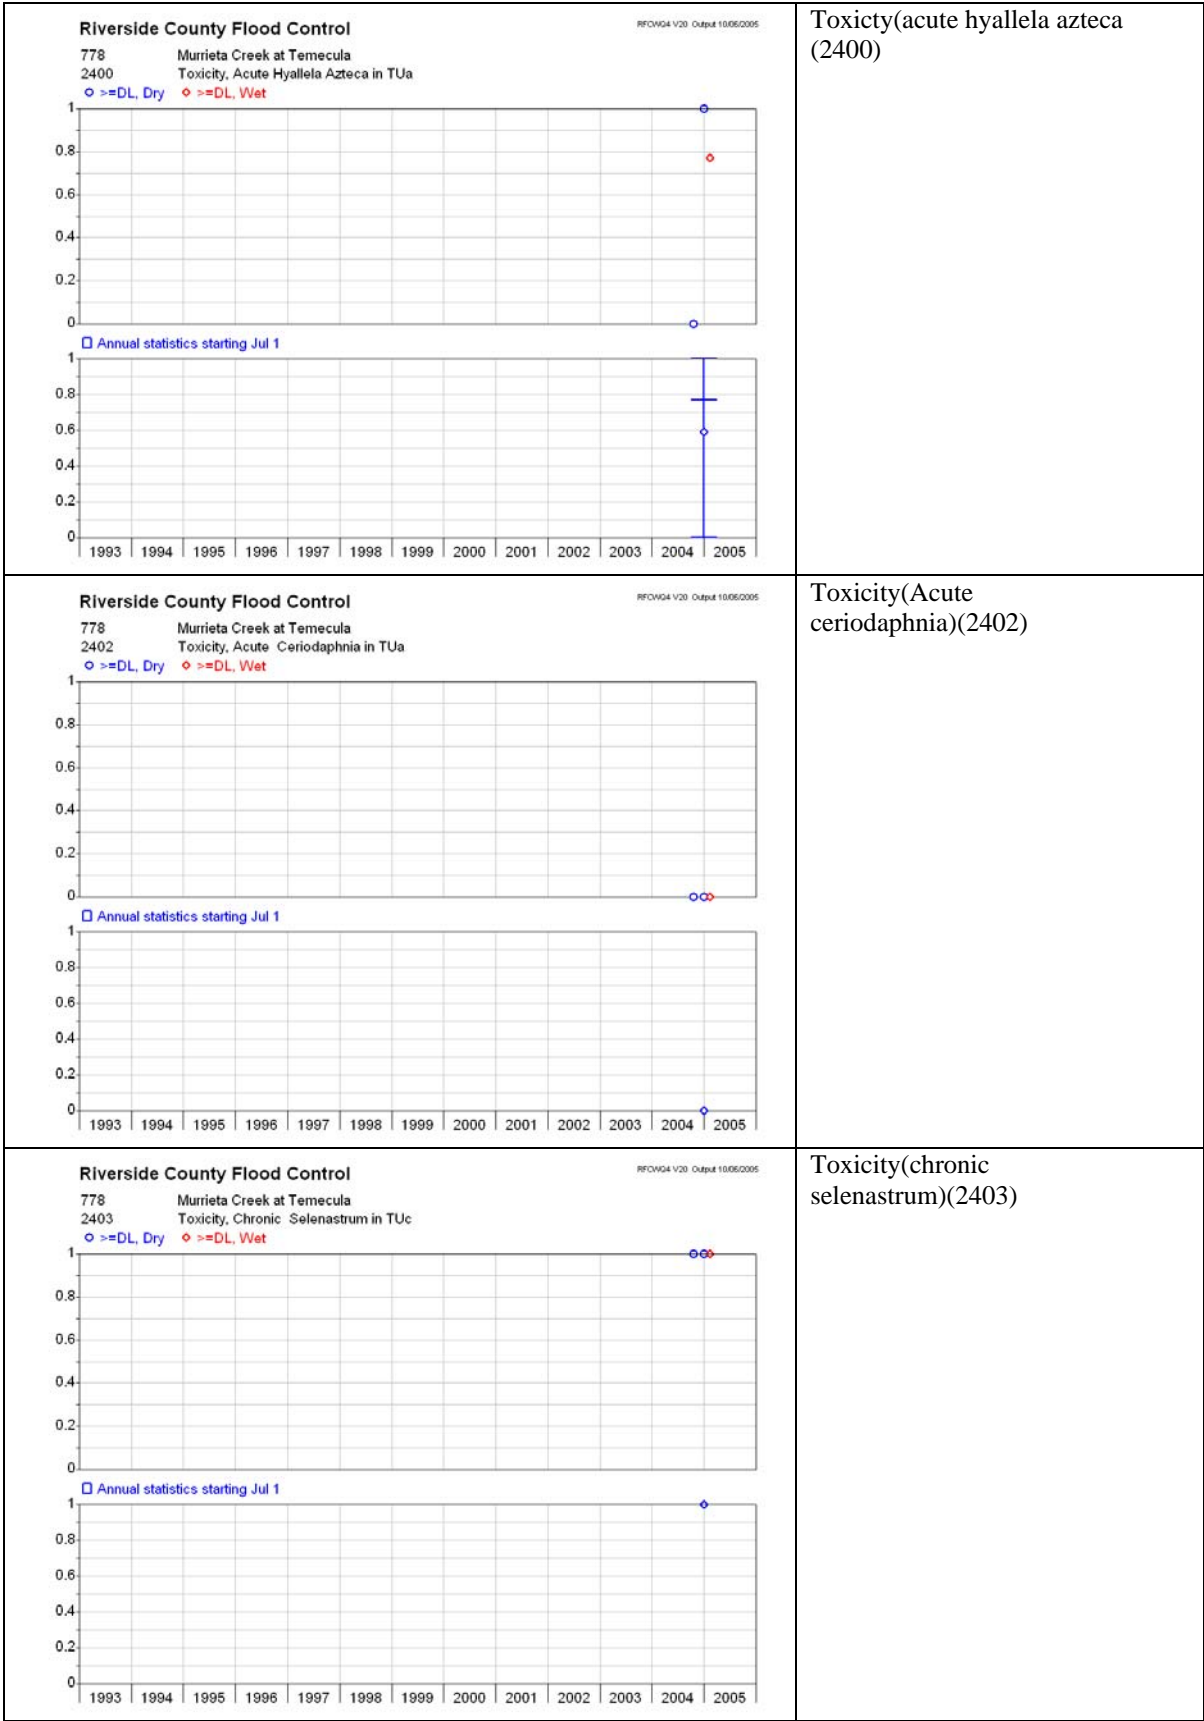 Riverside County Flood Control
RFCWQ4 V20 Output 10/06/2005
778 Murrieta Creek at Temecula
2400 Toxicity, Acute Hyallela Azteca in TUa
>=DL, Dry >=DL, Wet
1
0.8
0.6
0.4
0.2
0
Annual statistics starting Jul 1
1
0.8
0.6
0.4
0.2
0
1993 1994 1995 1996 1997 1998 1999 2000 2001 2002 2003 2004 2005
Toxicty(acute hyallela azteca
(2400)
Riverside County Flood Control
RFCWQ4 V20 Output 10/06/2005
778 Murrieta Creek at Temecula
2402 Toxicity, Acute Ceriodaphnia in TUa
>=DL, Dry >=DL, Wet
1
0.8
0.6
0.4
0.2
0
Annual statistics starting Jul 1
1
0.8
0.6
0.4
0.2
0
1993 1994 1995 1996 1997 1998 1999 2000 2001 2002 2003 2004 2005
Toxicity(Acute
ceriodaphnia)(2402)
Riverside County Flood Control
RFCWQ4 V20 Output 10/06/2005
778 Murrieta Creek at Temecula
2403 Toxicity, Chronic Selenastrum in TUc
>=DL, Dry >=DL, Wet
1
0.8
0.6
0.4
0.2
0
Annual statistics starting Jul 1
1
0.8
0.6
0.4
0.2
0
1993 1994 1995 1996 1997 1998 1999 2000 2001 2002 2003 2004 2005
Toxicity(chronic
selenastrum)(2403)